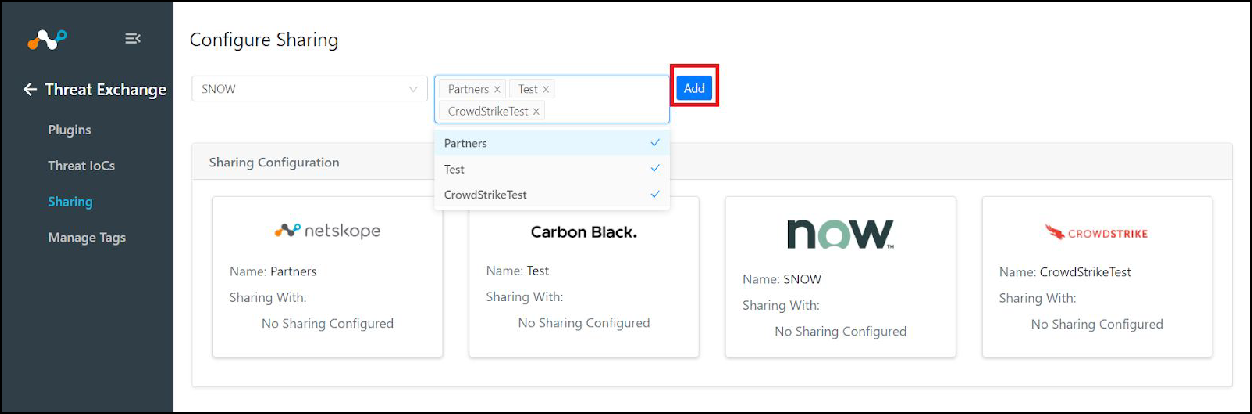 Configure Sharing
Threat Exchange
Plugins
Threat IoCs
Sharing
Manage Tags
SNOW
Partners Test
CrowdStrikeTest
Add
Partners
Test
CrowdStrikeTest
Sharing Configuration
netskope
Name: Partners
Sharing With:
No Sharing Configured
Carbon Black.
Name: Test
Sharing With:
No Sharing Configured
now™
Name: SNOW
Sharing With:
No Sharing Configured
CROWDSTRIKE
Name: CrowdStrikeTest
Sharing With:
No Sharing Configured